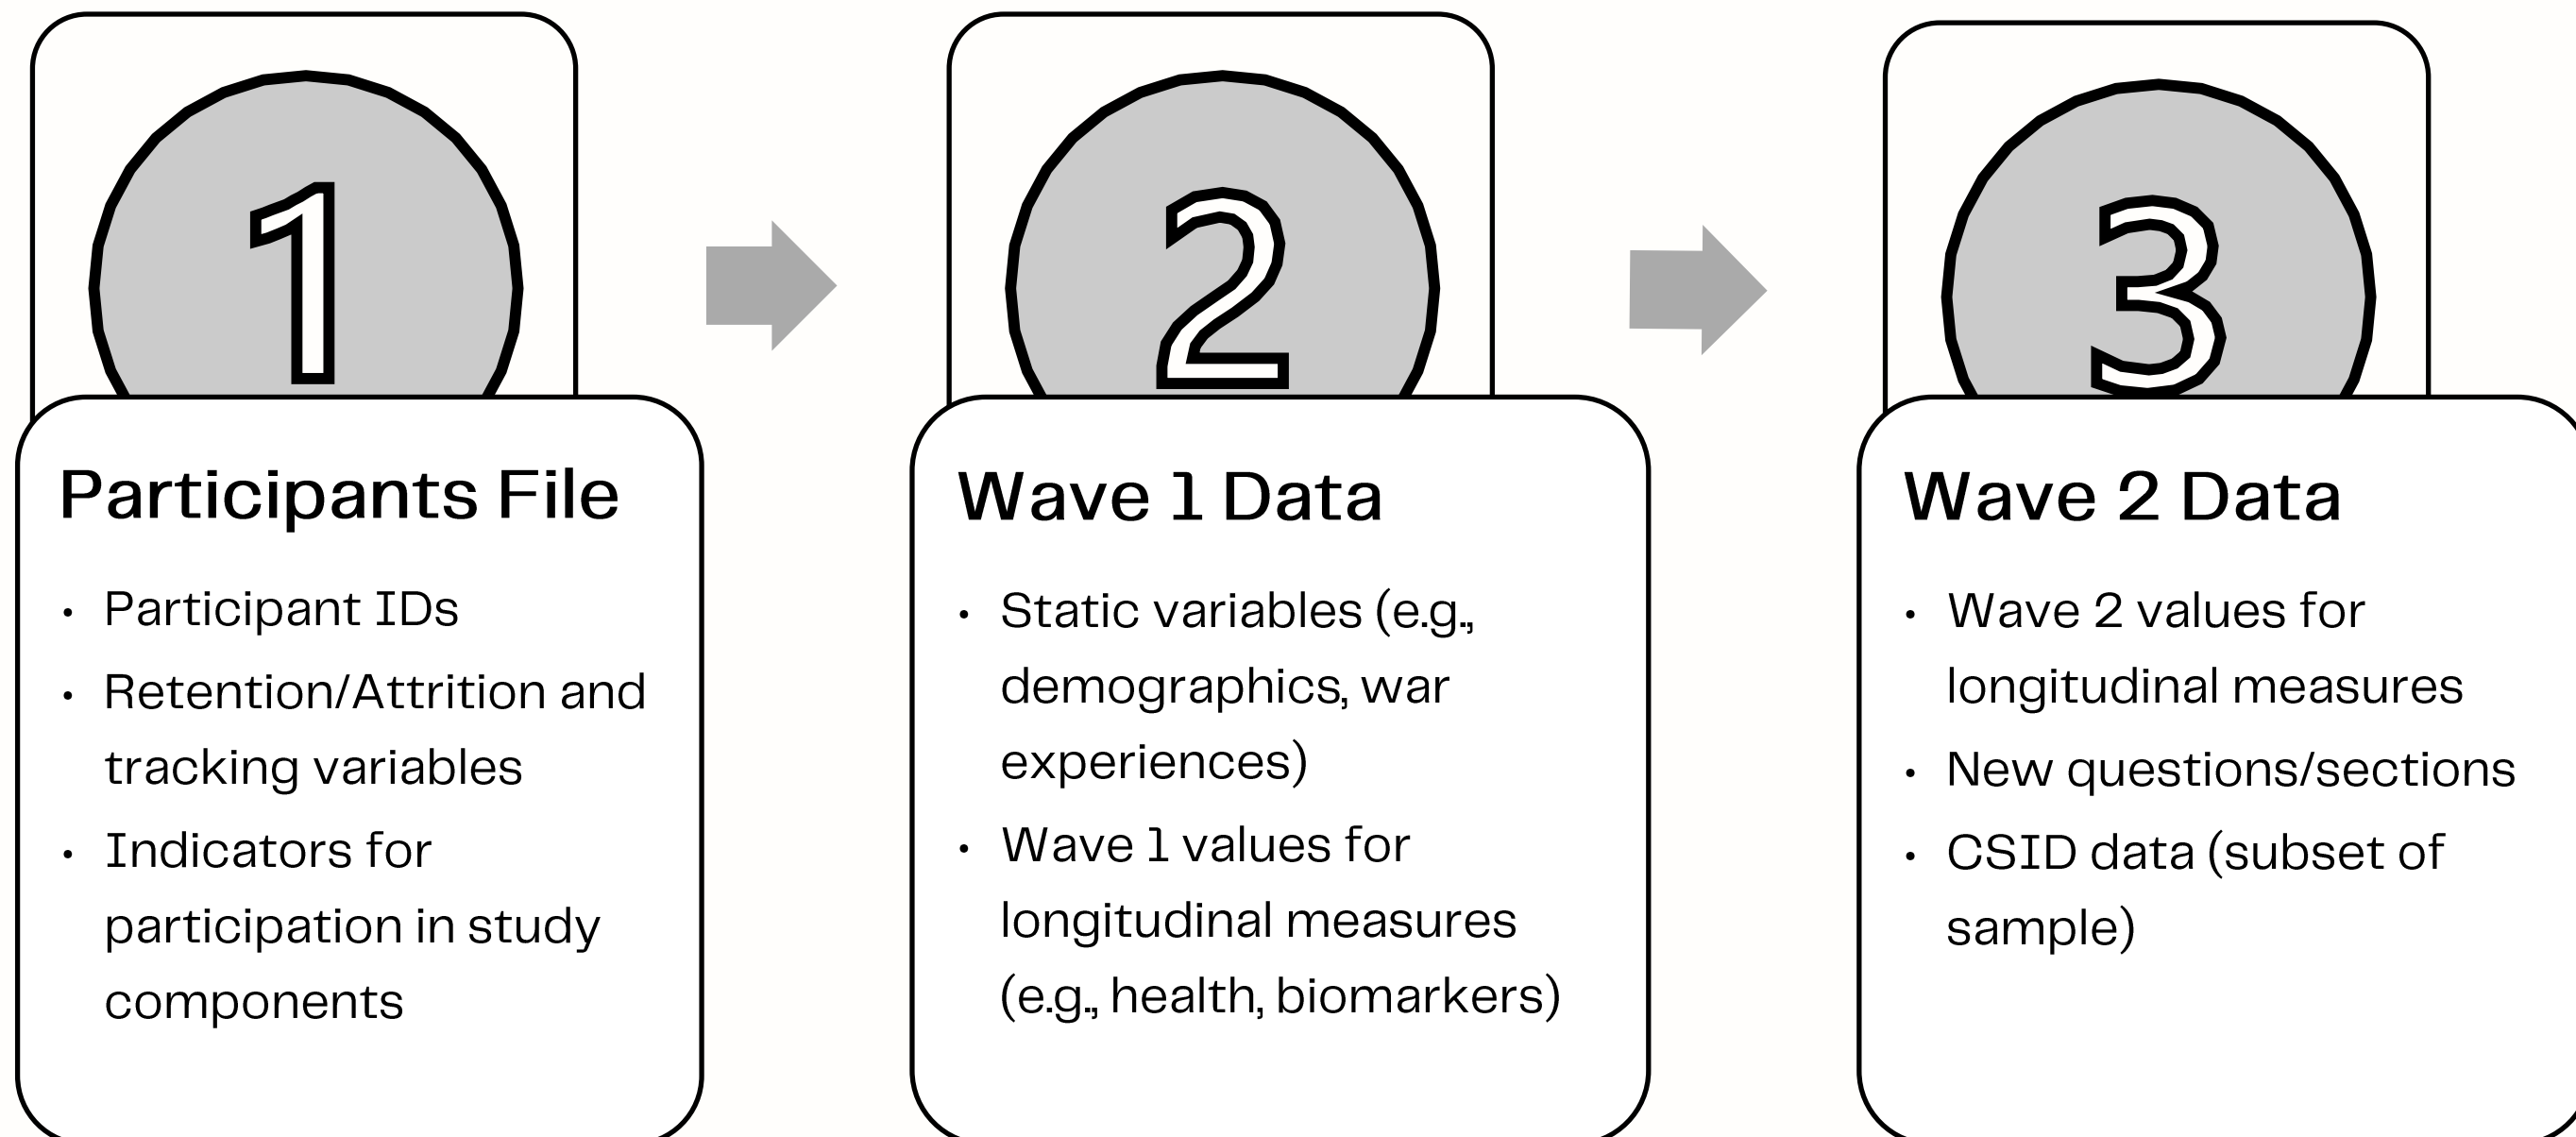 1
Participants File
• Participant IDs
• Retention/Attrition and
tracking variables
• Indicators for
participation in study
components
2
Wave 1 Data
• Static variables (e.g.,
demographics, war
experiences)
• Wave 1 values for
longitudinal measures
(e.g., health, biomarkers)
3
Wave 2 Data
• Wave 2 values for
longitudinal measures
• New questions/sections
• CSID data (subset of
sample)